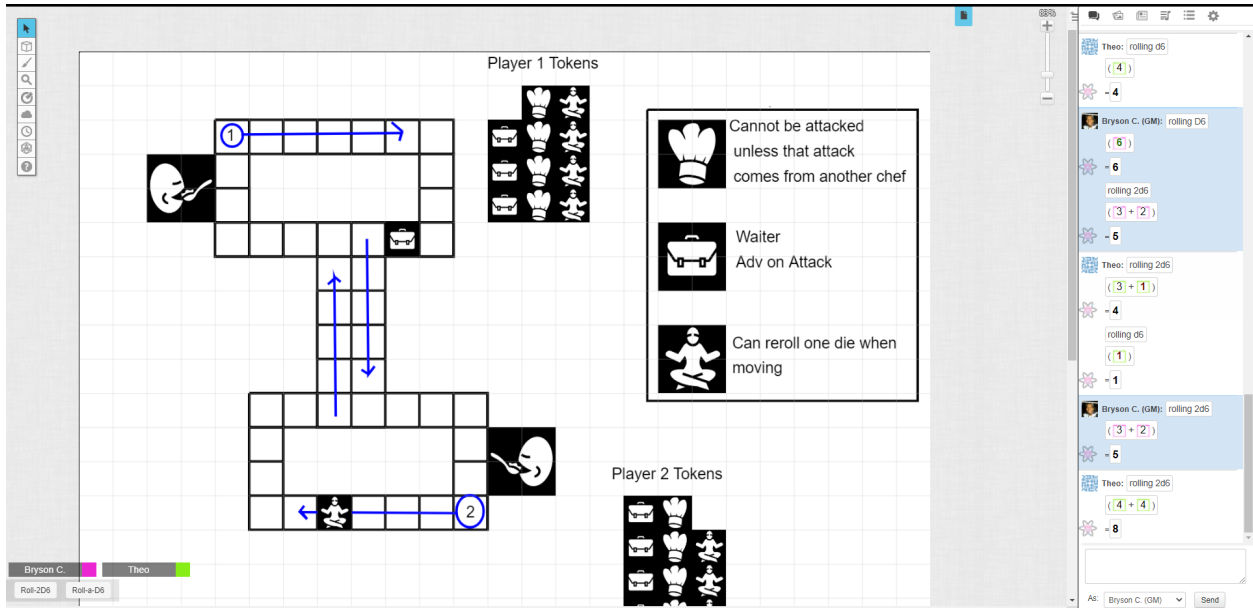 Player 1 Tokens
1
Cannot be attacked
unless that attack
comes from another chef
Waiter
Adv on Attack
Can reroll one die when
moving
Player 2 Tokens
2
Bryson C.
Theo
Roll-2D6
Roll-a-D6
Theo: rolling d6
(4)
=4
Bryson C. (GM): rolling D6
(6)
=6
rolling 2d6
(3+2)
=5
Theo: rolling 2d6
(3+1)
=4
rolling d6
(1)
=1
Bryson C. (GM): rolling 2d6
(3+2)
=5
Theo: rolling 2d6
(4+4)
=8
As: Bryson C. (GM)
Send